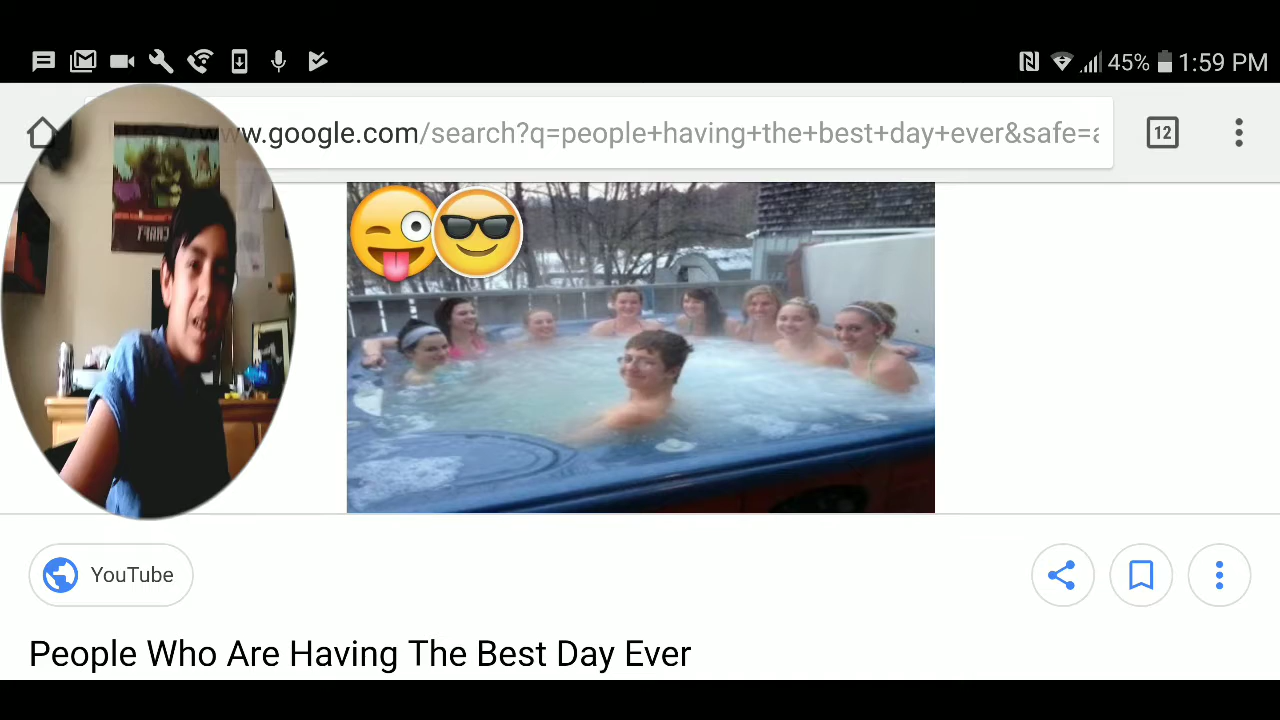 45% 1:59 PM
w.google.com/search?q=people+having+the+best+day+ever&safe=a
12
YouTube
People Who Are Having The Best Day Ever